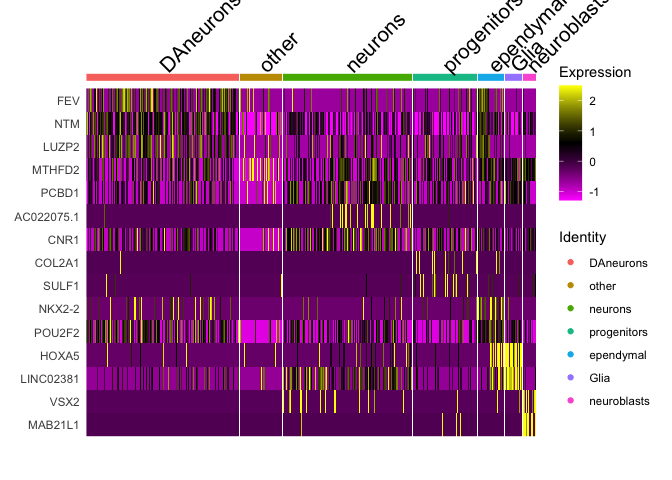 DAneurons
other
neurons
progenitors
ependymal
Glia
neuroblasts
FEV
NTM
LUZP2
MTHFD2
PCBD1
AC022075.1
CNR1
COL2A1
SULF1
NKX2-2
POU2F2
HOXA5
LINC02381
VSX2
MAB21L1
Expression
2
1
0
-1
Identity
DAneurons
other
neurons
progenitors
ependymal
Glia
neuroblasts